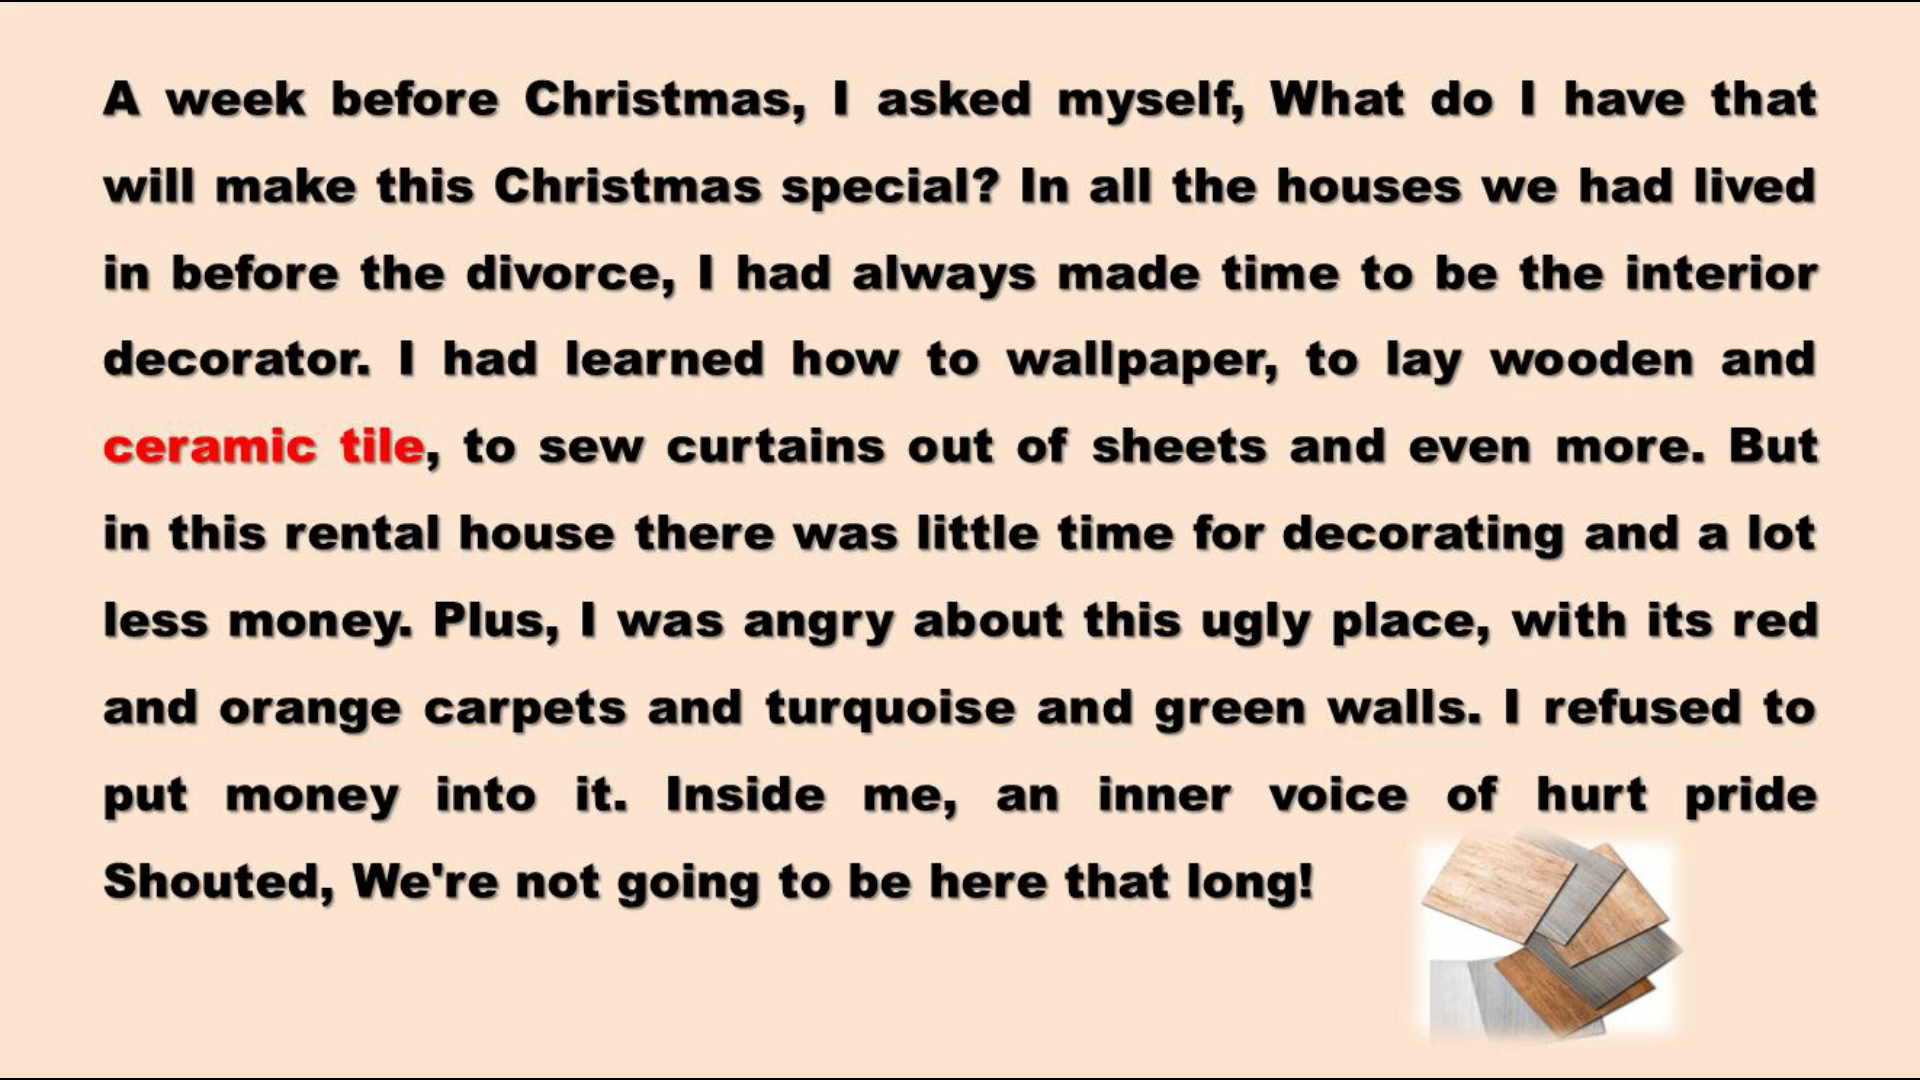 A week before Christmas, I asked myself, What do I have that
will make this Christmas special? In all the houses we had lived
in before the divorce, I had always made time to be the interior
decorator. I had learned how to wallpaper, to lay wooden and
ceramic tile, to sew curtains out of sheets and even more. But
in this rental house there was little time for decorating and a lot
less money. Plus, I was angry about this ugly place, with its red
and orange carpets and turquoise and green walls. I refused to
put money into it. Inside me, an inner voice of hurt pride
Shouted, We're not going to be here that long!